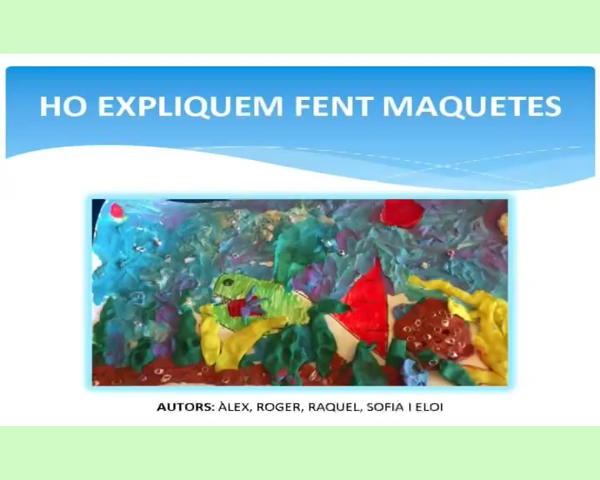 HO EXPLIQUEM FENT MAQUETES
AUTORS: ÀLEX, ROGER, RAQUEL, SOFIA I ELOI